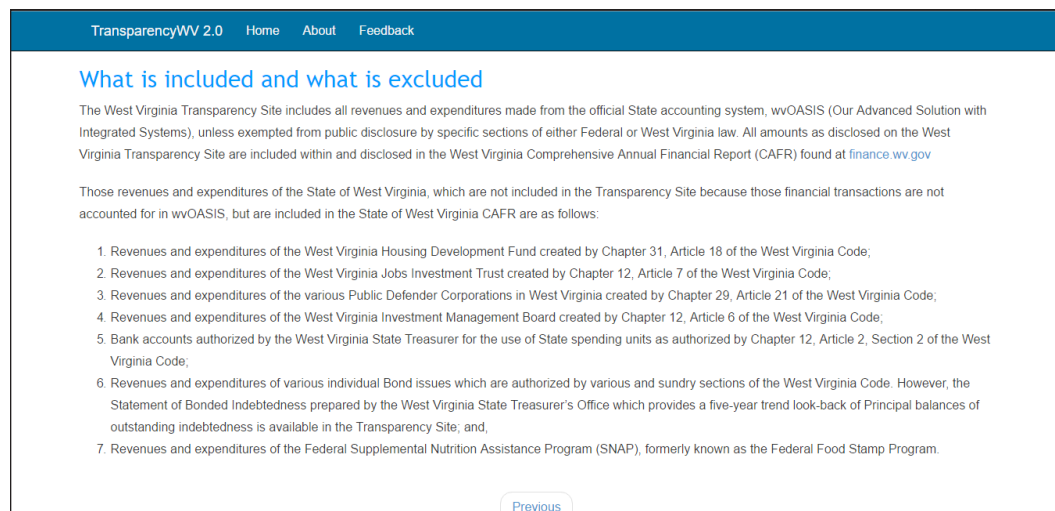 TransparencyWV 2.0 Home About Feedback
What is included and what is excluded
The West Virginia Transparency Site includes all revenues and expenditures made from the official State accounting system, wvOASIS (Our Advanced Solution with
Integrated Systems), unless exempted from public disclosure by specific sections of either Federal or West Virginia law. All amounts as disclosed on the West
Virginia Transparency Site are included within and disclosed in the West Virginia Comprehensive Annual Financial Report (CAFR) found at finance.wv.gov
Those revenues and expenditures of the State of West Virginia, which are not included in the Transparency Site because those financial transactions are not
accounted for in wvOASIS, but are included in the State of West Virginia CAFR are as follows:
1. Revenues and expenditures of the West Virginia Housing Development Fund created by Chapter 31, Article 18 of the West Virginia Code;
2. Revenues and expenditures of the West Virginia Jobs Investment Trust created by Chapter 12, Article 7 of the West Virginia Code;
3. Revenues and expenditures of the various Public Defender Corporations in West Virginia created by Chapter 29, Article 21 of the West Virginia Code;
4. Revenues and expenditures of the West Virginia Investment Management Board created by Chapter 12, Article 6 of the West Virginia Code;
5. Bank accounts authorized by the West Virginia State Treasurer for the use of State spending units as authorized by Chapter 12, Article 2, Section 2 of the West
Virginia Code;
6. Revenues and expenditures of various individual Bond issues which are authorized by various and sundry sections of the West Virginia Code. However, the
Statement of Bonded Indebtedness prepared by the West Virginia State Treasurer's Office which provides a five-year trend look-back of Principal balances of
outstanding indebtedness is available in the Transparency Site; and,
7. Revenues and expenditures of the Federal Supplemental Nutrition Assistance Program (SNAP), formerly known as the Federal Food Stamp Program.
Previous